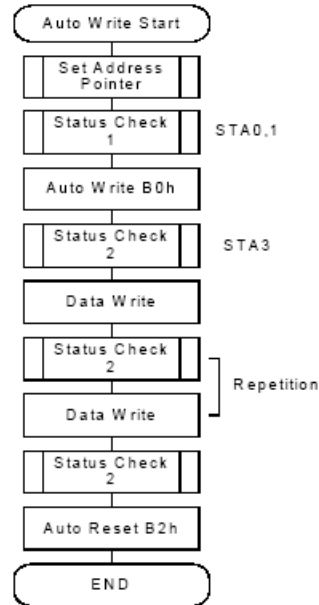 Auto Write Start
Set Address
Pointer
Status Check
1
STA0,1
Auto Write B0h
Status Check
2
STA3
Data Write
Status Check
2
Repetition
Data Write
Status Check
2
Auto Reset B2h
END